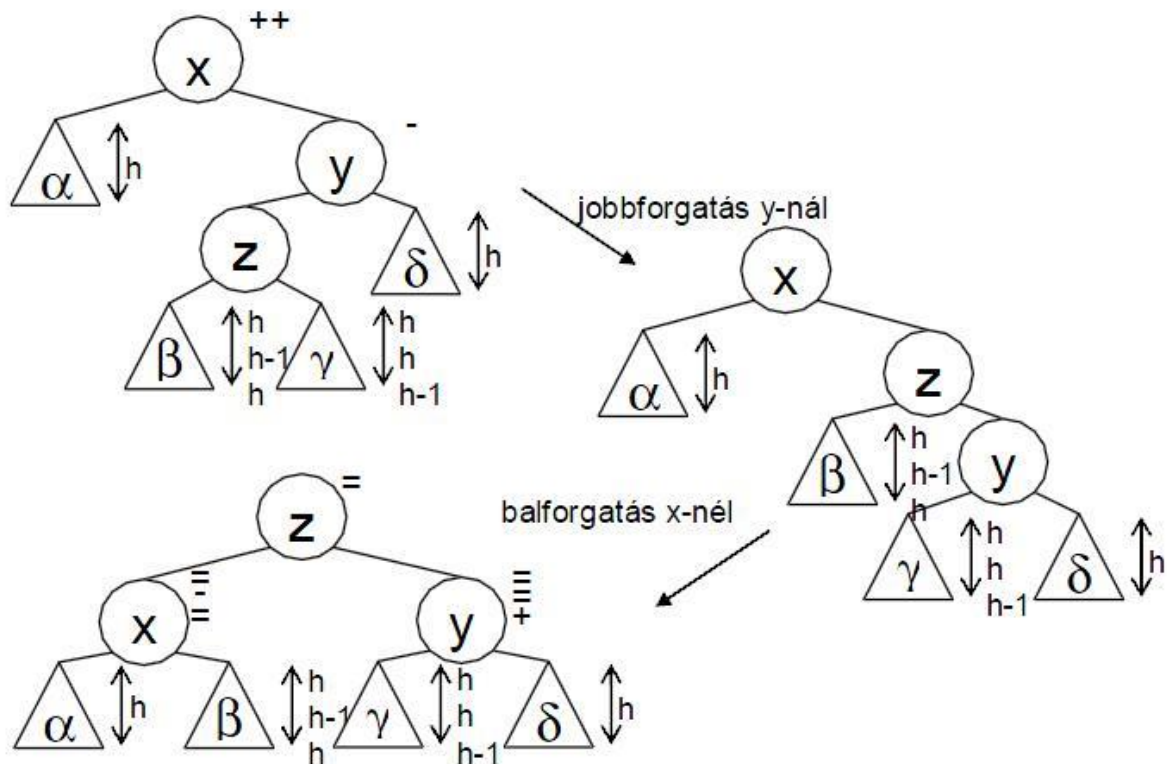 ++
x
-
α
h
y
z
δ
h
β
h
h-1
h
γ
h
h
h-1
jobbforgatás y-nál
x
α
h
z
β
h
h-1
h
y
γ
h
h
h-1
δ
h
balforgatás x-nél
z
=
x
=
-
=
y
=
=
+
α
h
β
h
h-1
h
γ
h
h
h-1
δ
h